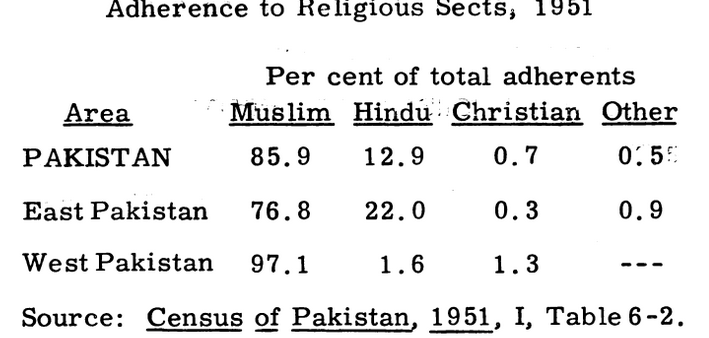 Adherence to Religious Sects, 1951
Per cent of total adherents
Area Muslim Hindu Christian Other
PAKISTAN 85.9 12.9 0.7 0.5
East Pakistan 76.8 22.0 0.3 0.9
West Pakistan 97.1 1.6 1.3 ---
Source: Census of Pakistan, 1951, I, Table 6-2.